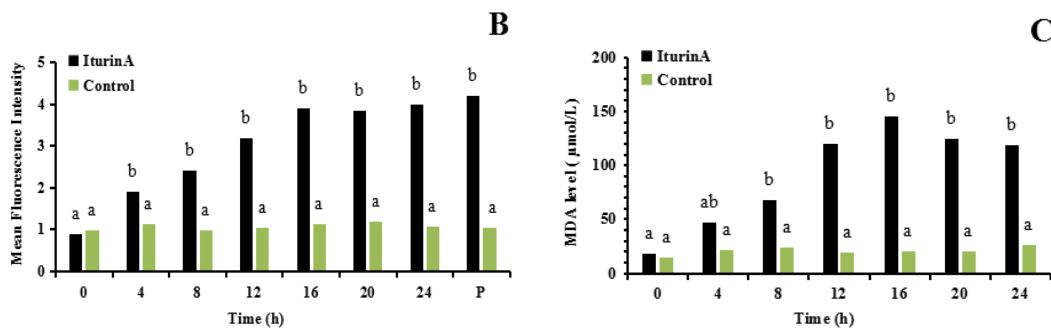 B
Mean Fluorescence Intensity
5
4
3
2
1
0
IturinA
Control
a a b a b a b a b a b a b a b a
0 4 8 12 16 20 24 P
Time (h)
C
MDA level ( μmol/L)
200
150
100
50
0
IturinA
Control
a a ab a b a b a b a b a b a
0 4 8 12 16 20 24
Time (h)